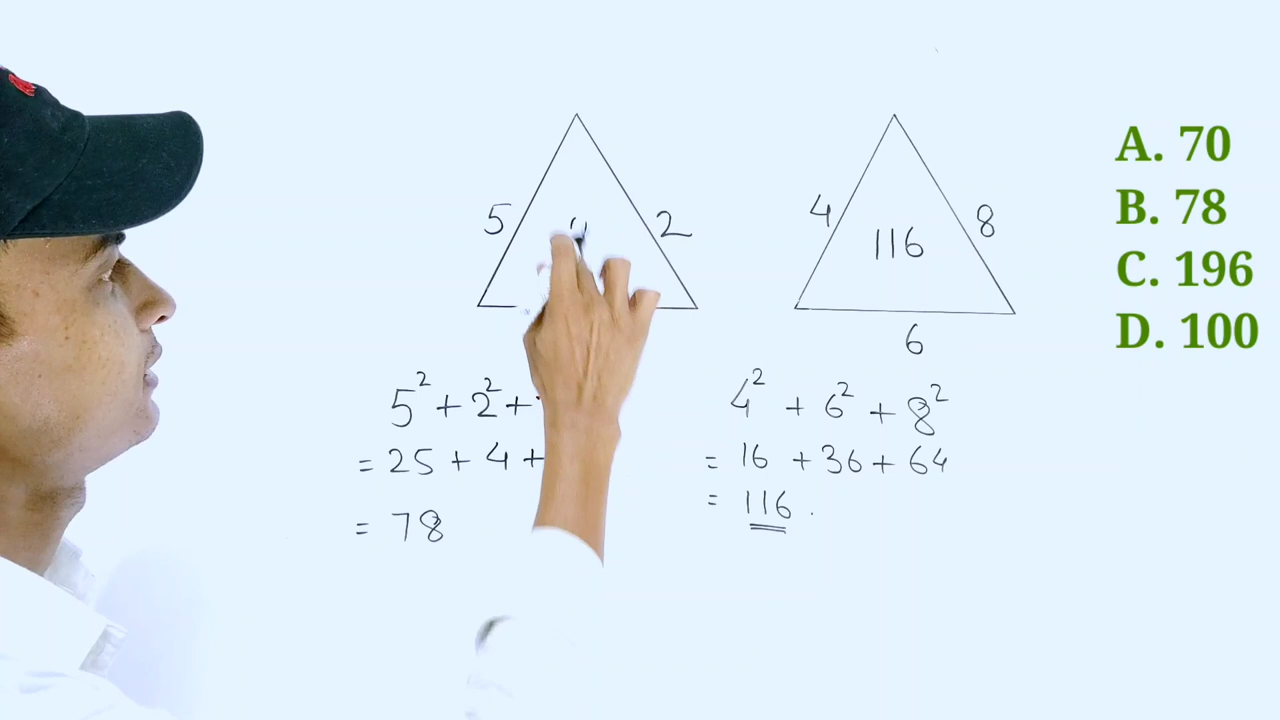 5 2
4 116 8
6
5² + 2² +
= 25 + 4 +
= 78
4² + 6² + 8²
= 16 + 36 + 64
= 116 .
A. 70
B. 78
C. 196
D. 100